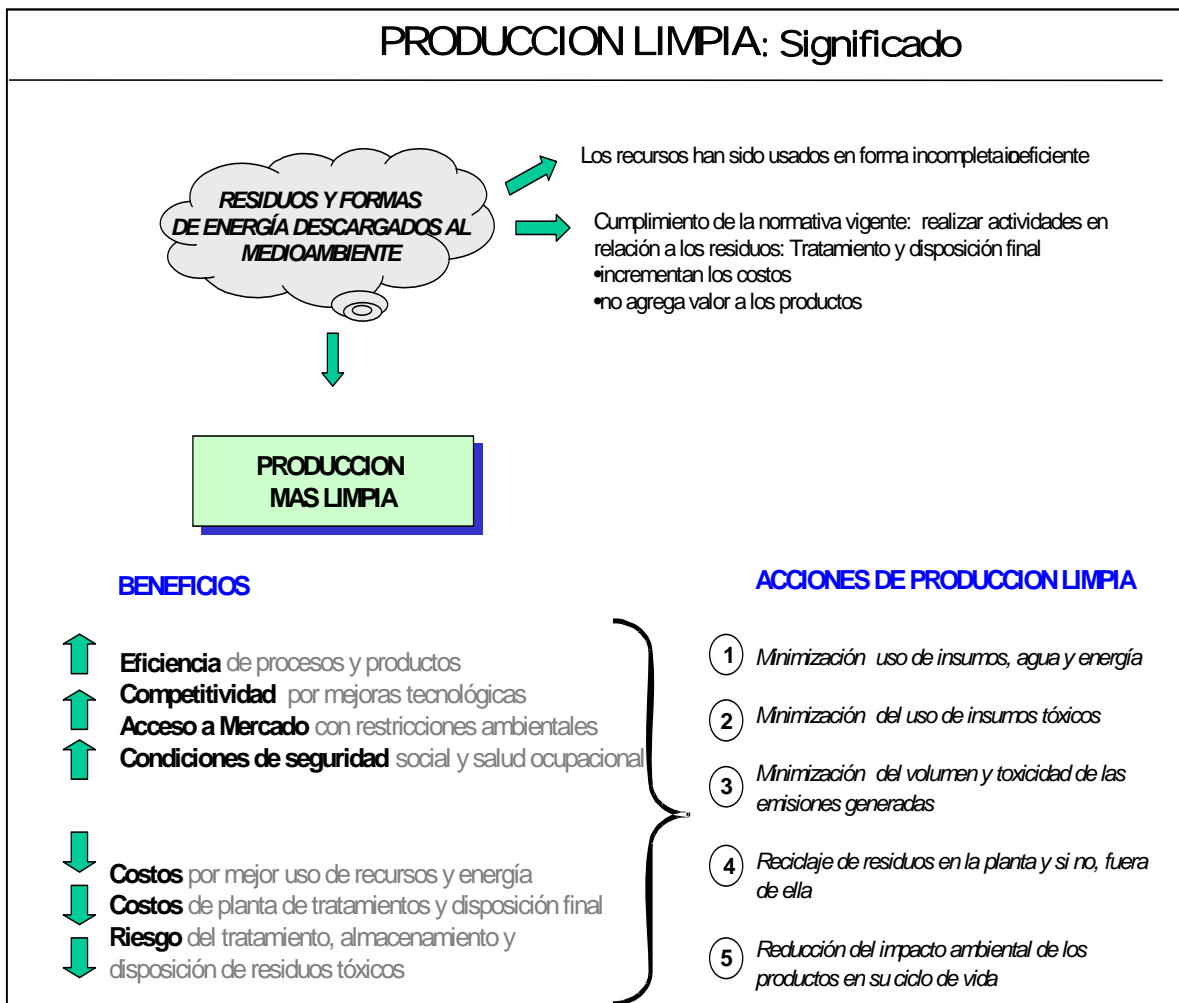 PRODUCCION LIMPIA: Significado
RESIDUOS Y FORMAS
DE ENERGÍA DESCARGADOS AL
MEDIOAMBIENTE
Los recursos han sido usados en forma incompleta ineficiente
Cumplimiento de la normativa vigente: realizar actividades en
relación a los residuos: Tratamiento y disposición final
•incrementan los costos
•no agrega valor a los productos
PRODUCCION
MAS LIMPIA
BENEFICIOS
Eficiencia de procesos y productos
Competitividad por mejoras tecnológicas
Acceso a Mercado con restricciones ambientales
Condiciones de seguridad social y salud ocupacional
Costos por mejor uso de recursos y energía
Costos de planta de tratamientos y disposición final
Riesgo del tratamiento, almacenamiento y
disposición de residuos tóxicos
ACCIONES DE PRODUCCION LIMPIA
1 Minimización uso de insumos, agua y energía
2 Minimización del uso de insumos tóxicos
3 Minimización del volumen y toxicidad de las
emisiones generadas
4 Reciclaje de residuos en la planta y si no, fuera
de ella
5 Reducción del impacto ambiental de los
productos en su ciclo de vida